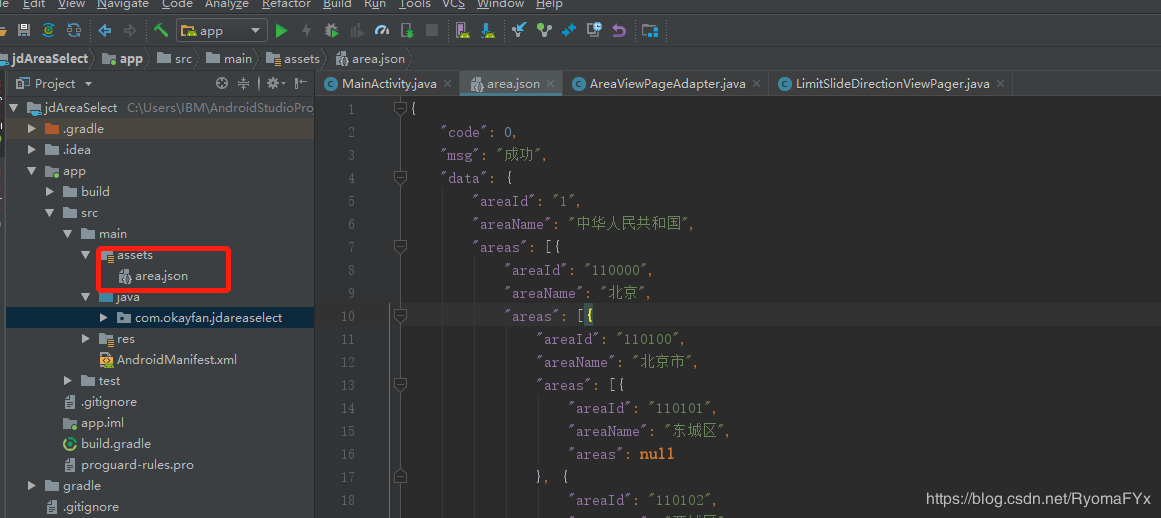 le Edit View Navigate Code Analyze Refactor Build Run Tools VCS Window Help
app
jdAreaSelect app src main assets area.json
Project
MainActivity.java area.json AreaViewPageAdapter.java LimitSlideDirectionViewPager.java
jdAreaSelect C:\Users\IBM\AndroidStudioPro
.gradle
.idea
app
build
src
main
assets
area.json
java
com.okayfan.jdareaselect
res
AndroidManifest.xml
test
.gitignore
app.iml
build.gradle
proguard-rules.pro
gradle
.gitignore
1 {
2 "code": 0,
3 "msg": "成功",
4 "data": {
5 "areaId": "1",
6 "areaName": "中华人民共和国",
7 "areas": [{
8 "areaId": "110000",
9 "areaName": "北京",
10 "areas": [{
11 "areaId": "110100",
12 "areaName": "北京市",
13 "areas": [{
14 "areaId": "110101",
15 "areaName": "东城区",
16 "areas": null
17 }, {
18 "areaId": "110102",
https://blog.csdn.net/RyomaFYx